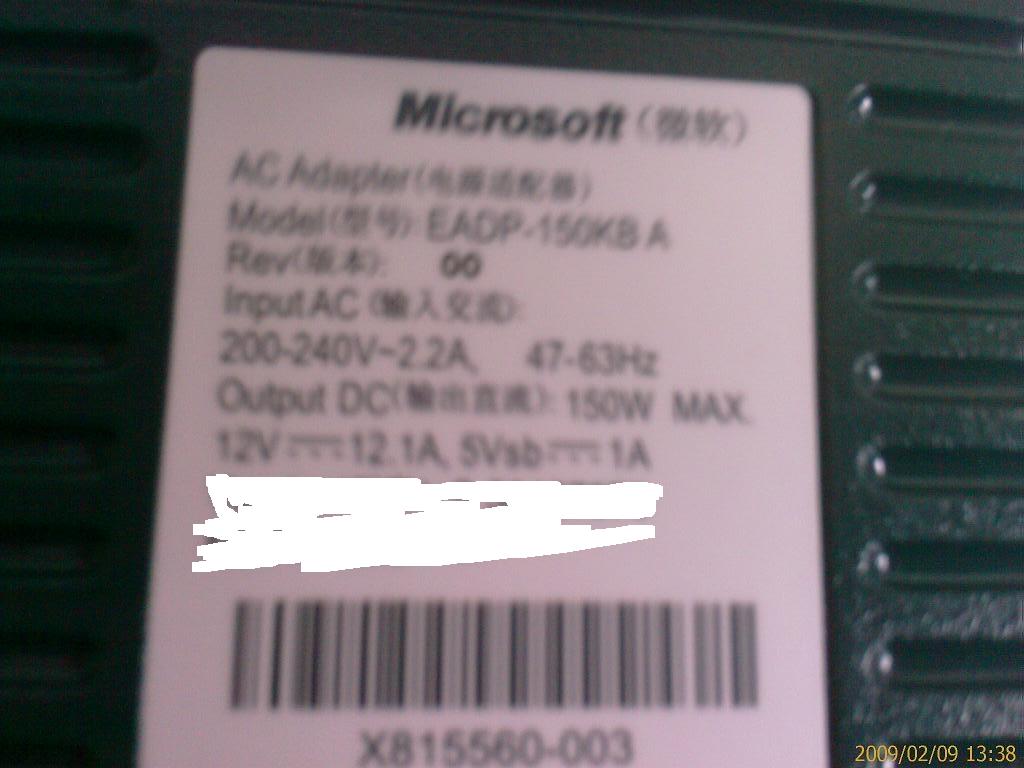 Microsoft (微软)
AC Adapter(电源适配器)
Model(型号): EADP-150KB A
Rev(版本): 00
Input AC (输入交流):
200-240V~2.2A, 47-63Hz
Output DC(输出直流): 150W MAX.
12V⎓12.1A, 5Vsb⎓1A
X815560-003
2009/02/09 13:38